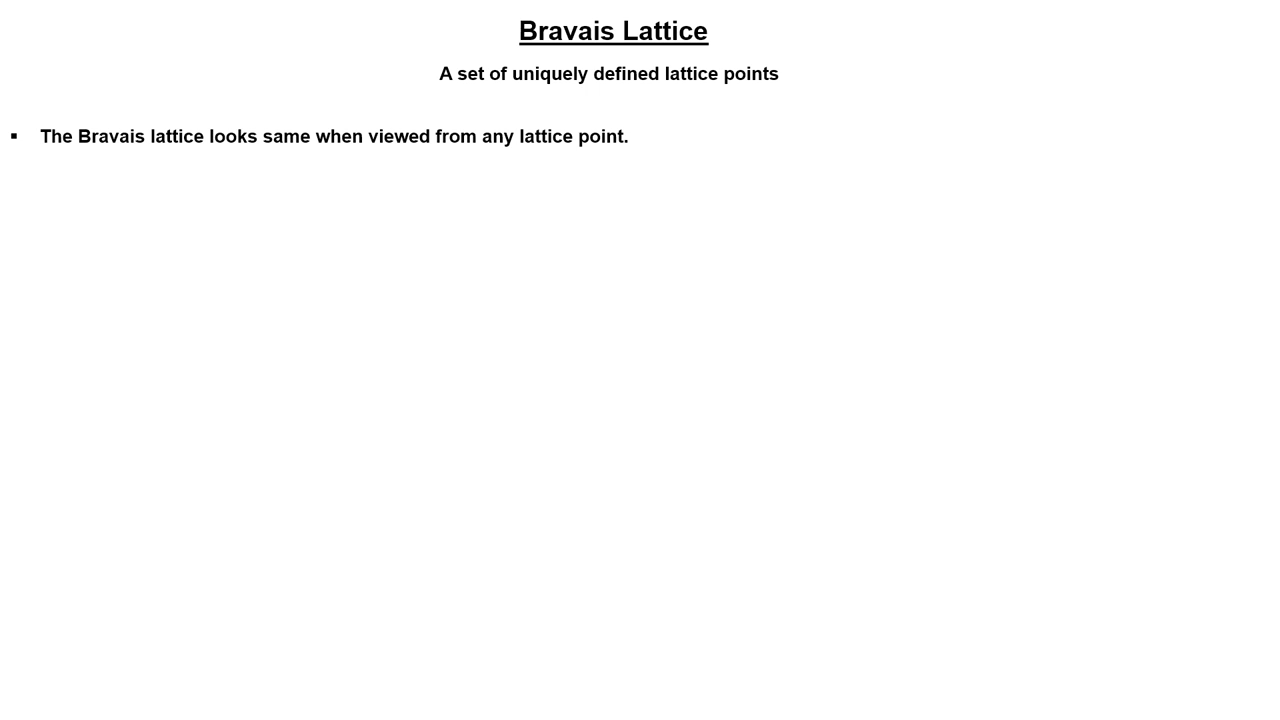 Bravais Lattice
A set of uniquely defined lattice points
▪ The Bravais lattice looks same when viewed from any lattice point.